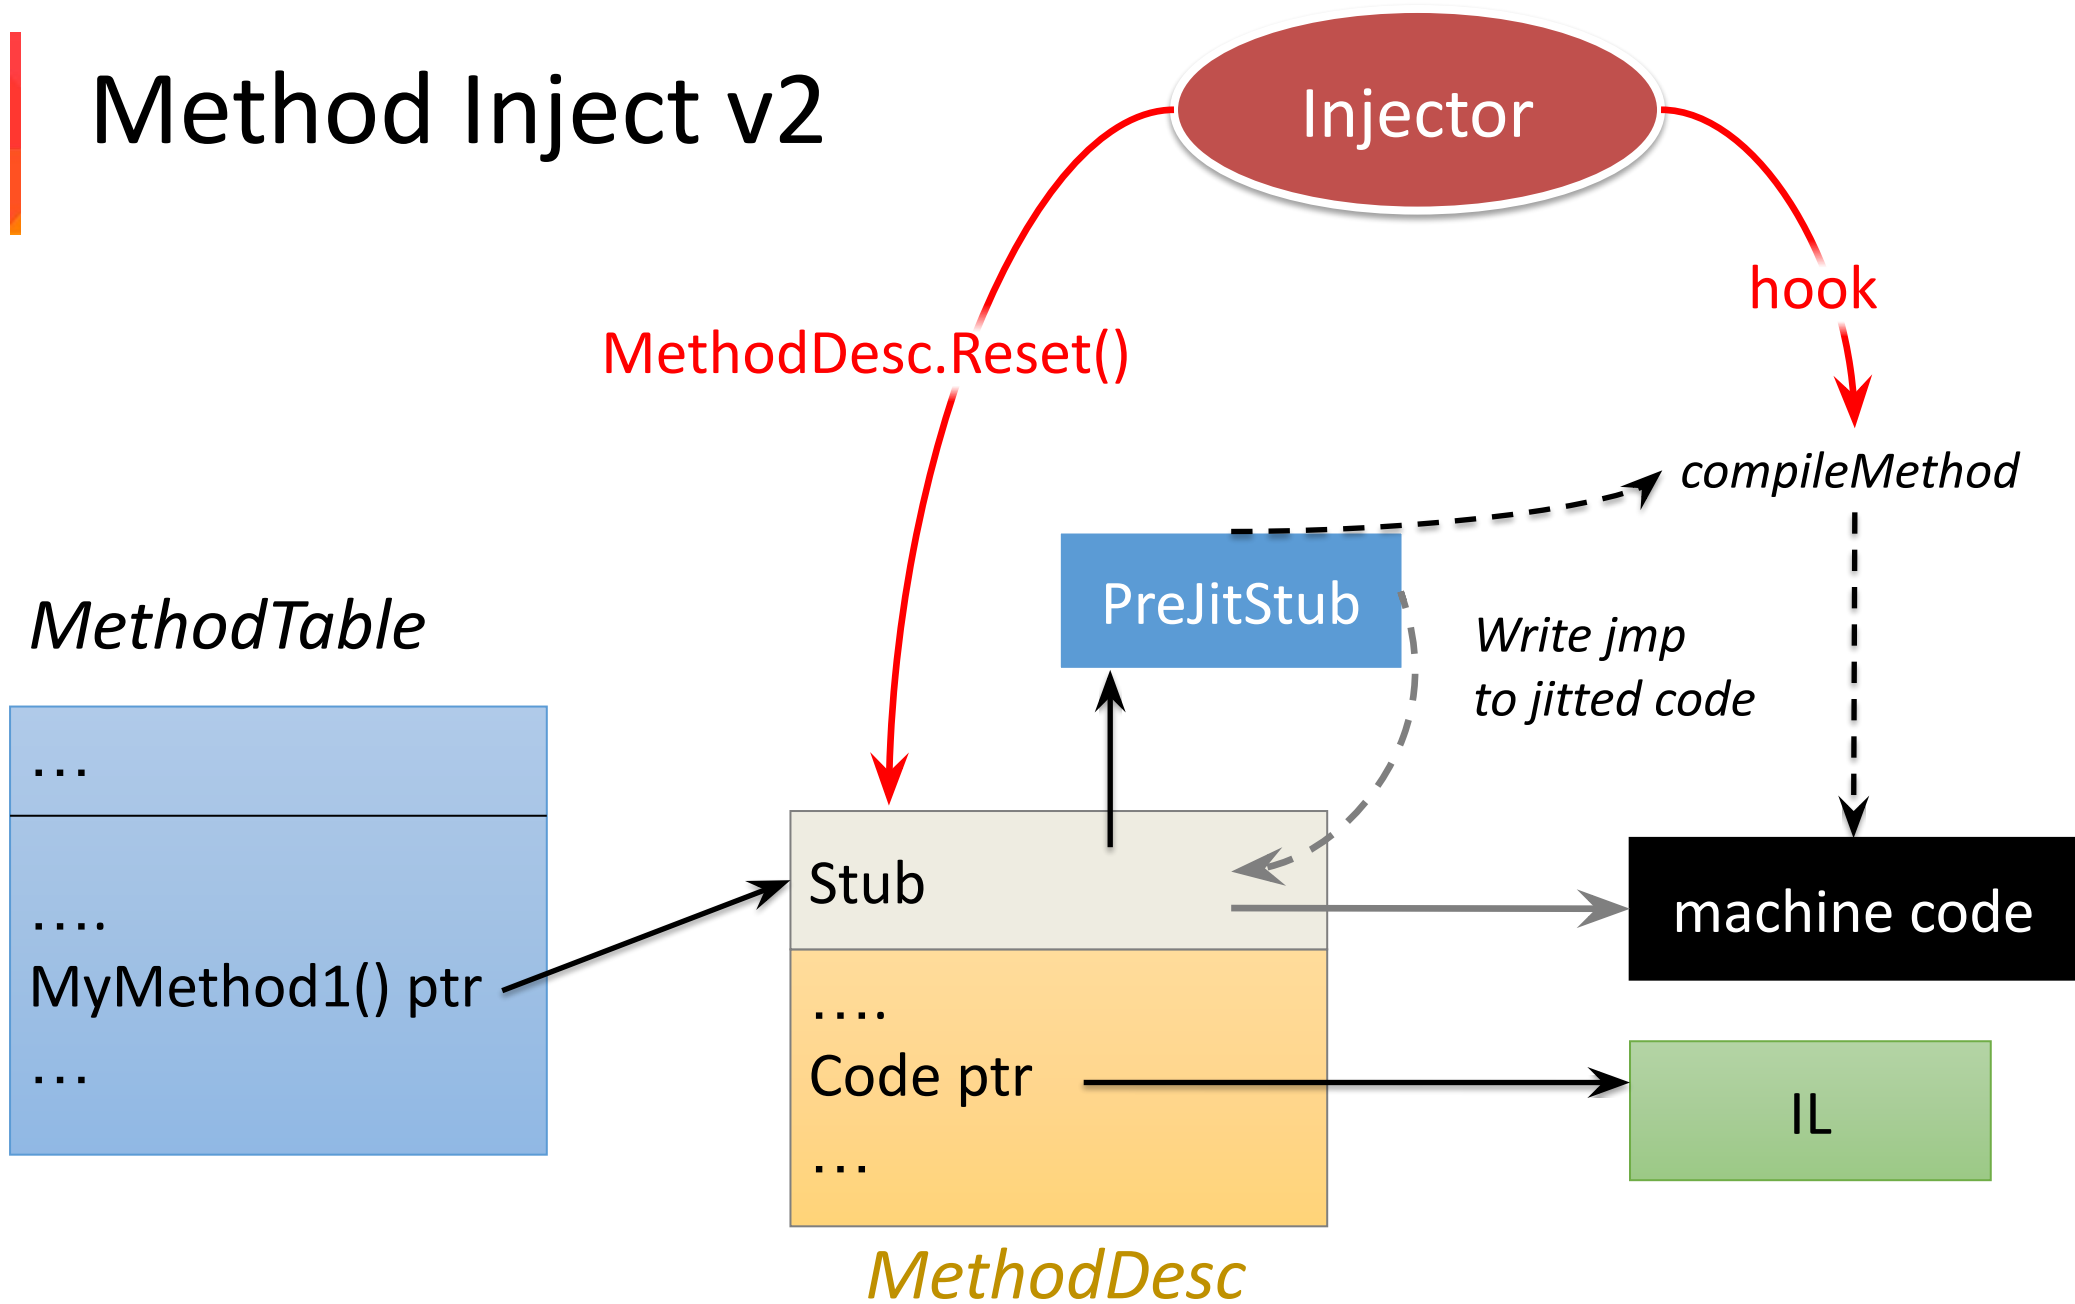 Method Inject v2
Injector
hook
MethodDesc.Reset()
compileMethod
PreJitStub
Write jmp
to jitted code
MethodTable
...
....
MyMethod1() ptr
...
Stub
....
Code ptr
...
machine code
IL
MethodDesc